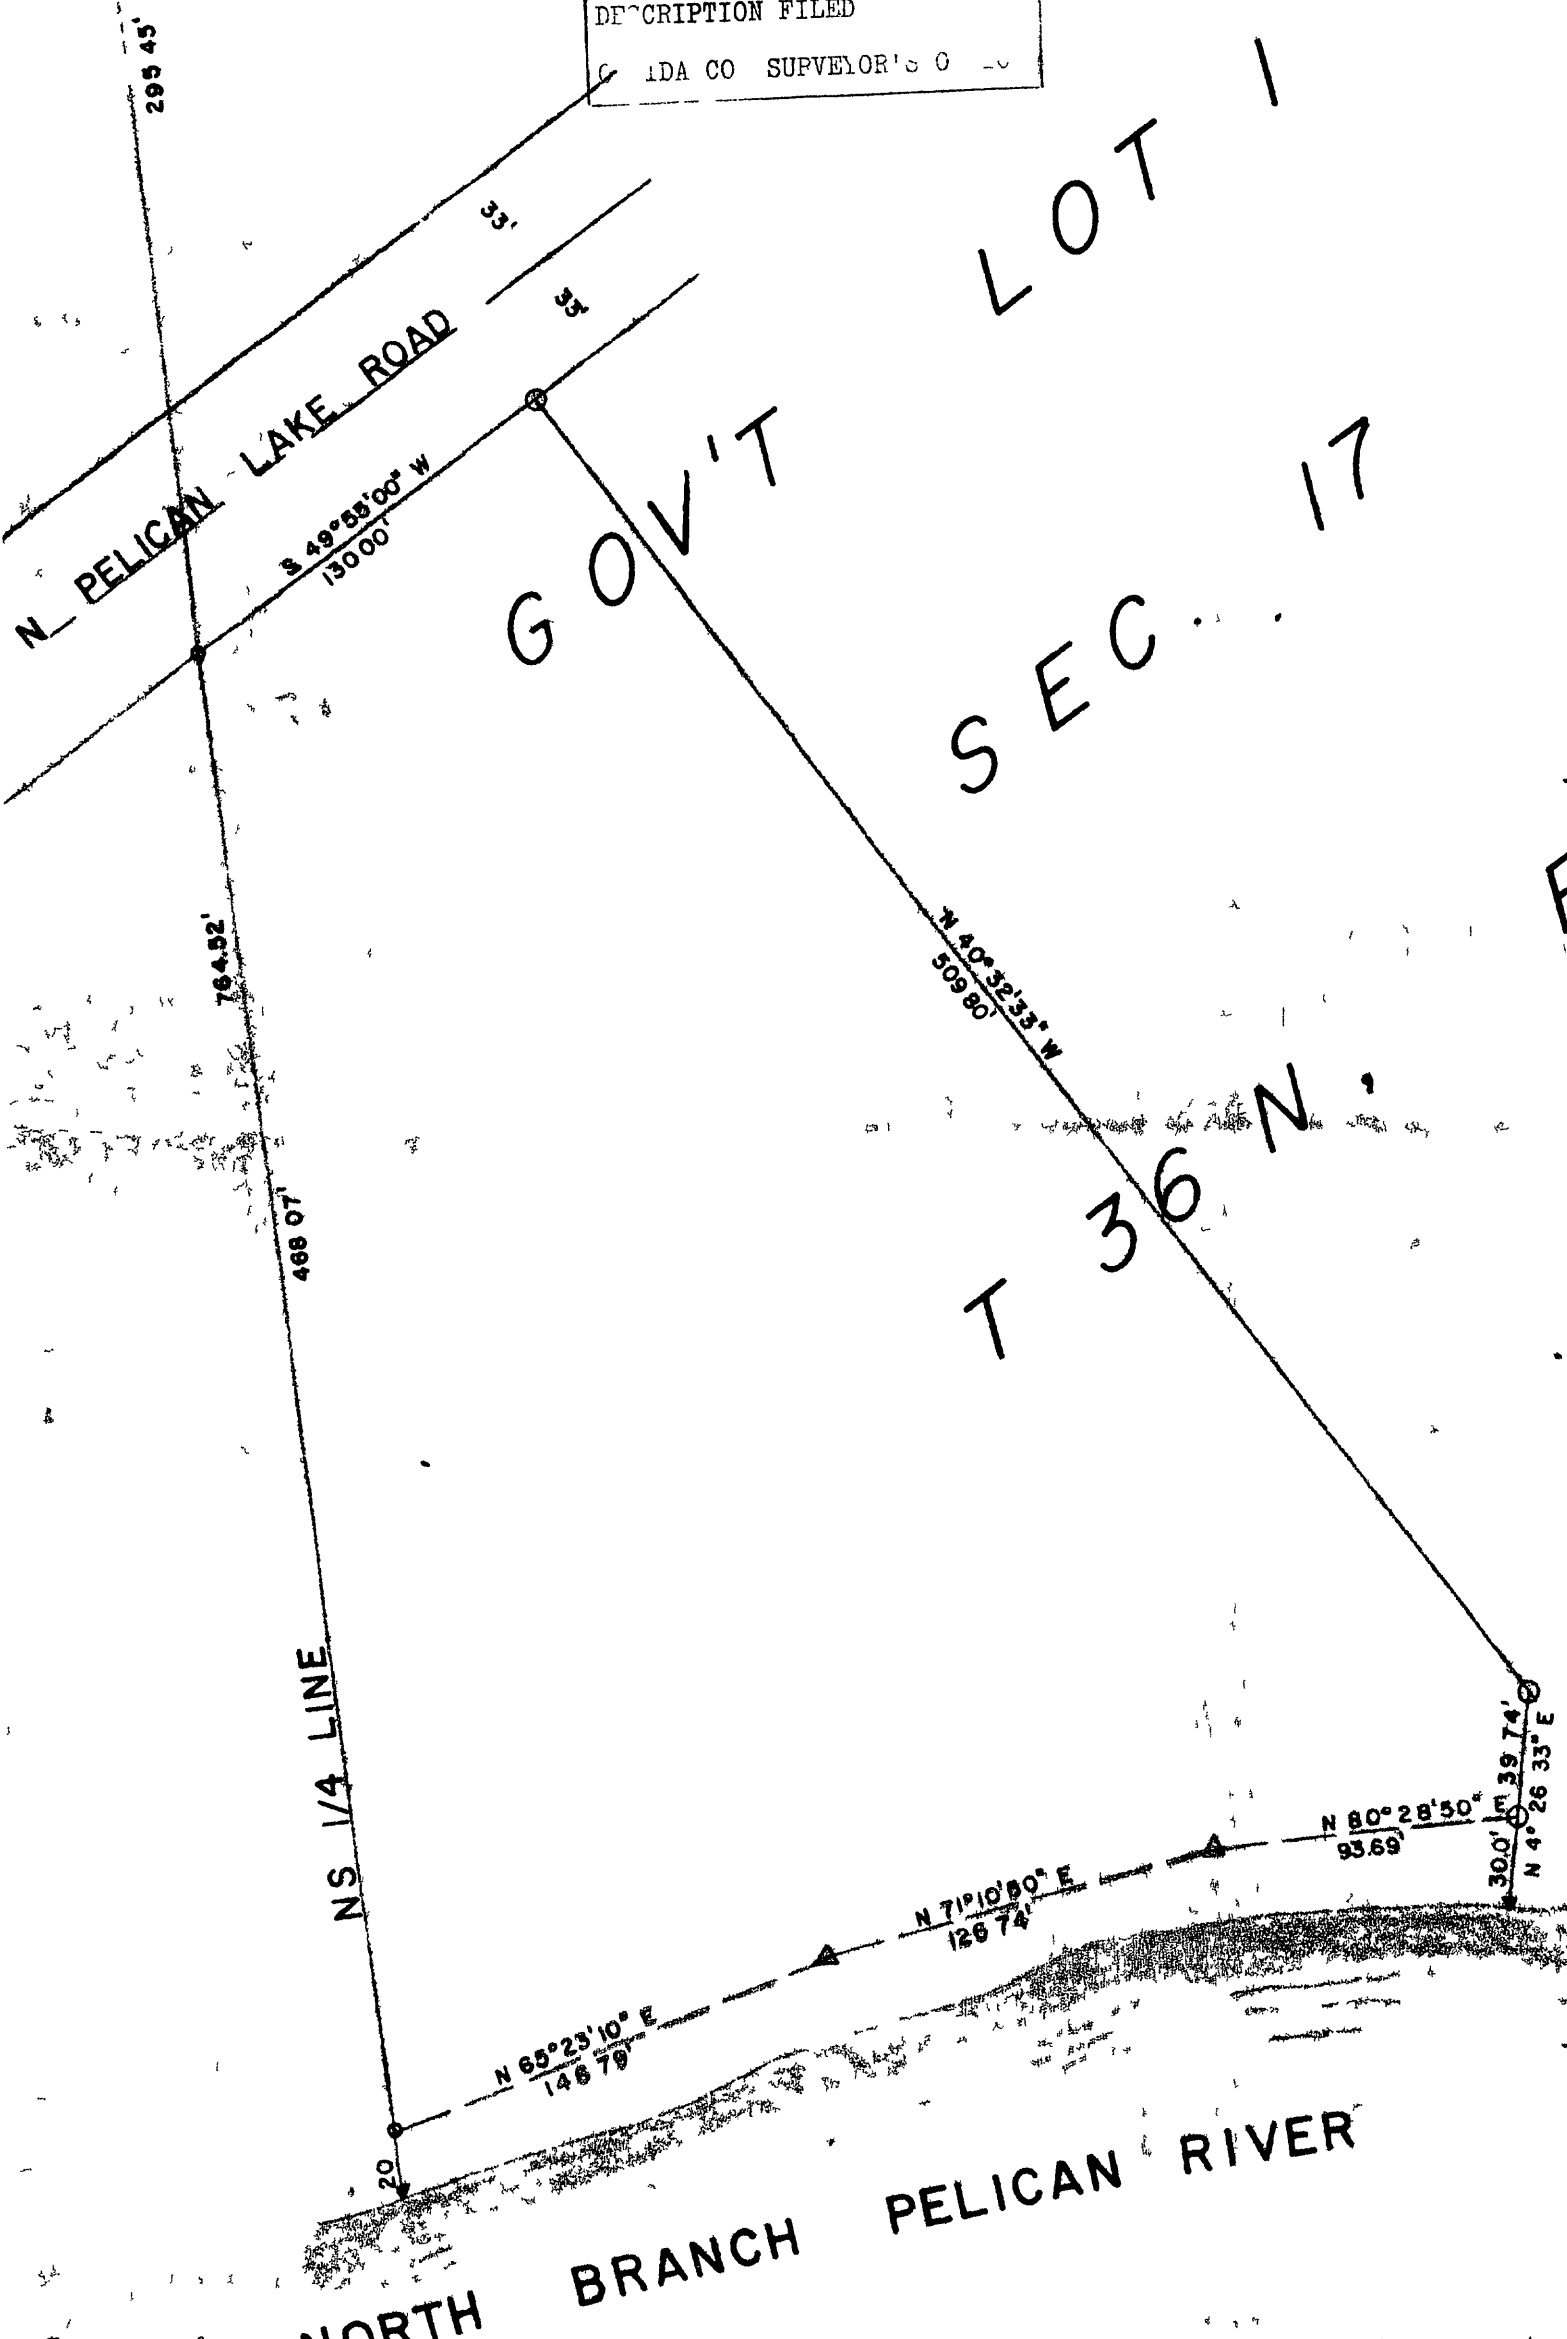 DESCRIPTION FILED
CO SURVEYOR'S
295 45'
33'
33'
N PELICAN LAKE ROAD
S 49°55'00" W
130 00'
GOV'T LOT 1
SEC. 17
T 36 N.
N 40°32'33" W
509 80'
764.52'
468 07'
NS 1/4 LINE
39 74'
N 4° 26 33" E
30.0'
N 80°28'50" E
93.69'
N 71°10'50" E
126 74'
N 65°23'10" E
146 79'
20
NORTH BRANCH PELICAN RIVER